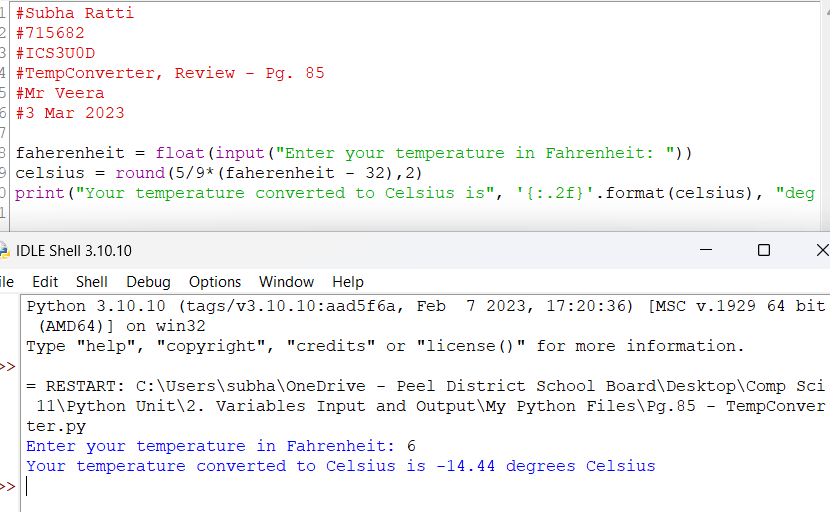 1 #Subha Ratti
2 #715682
3 #ICS3U0D
4 #TempConverter, Review - Pg. 85
5 #Mr Veera
6 #3 Mar 2023
7
8 faherenheit = float(input("Enter your temperature in Fahrenheit: "))
9 celsius = round(5/9*(faherenheit - 32),2)
0 print("Your temperature converted to Celsius is", '{:.2f}'.format(celsius), "deg
1
IDLE Shell 3.10.10
ile Edit Shell Debug Options Window Help
Python 3.10.10 (tags/v3.10.10:aad5f6a, Feb  7 2023, 17:20:36) [MSC v.1929 64 bit
(AMD64)] on win32
Type "help", "copyright", "credits" or "license()" for more information.
>>
= RESTART: C:\Users\subha\OneDrive - Peel District School Board\Desktop\Comp Sci
11\Python Unit\2. Variables Input and Output\My Python Files\Pg.85 - TempConver
ter.py
Enter your temperature in Fahrenheit: 6
Your temperature converted to Celsius is -14.44 degrees Celsius
>>